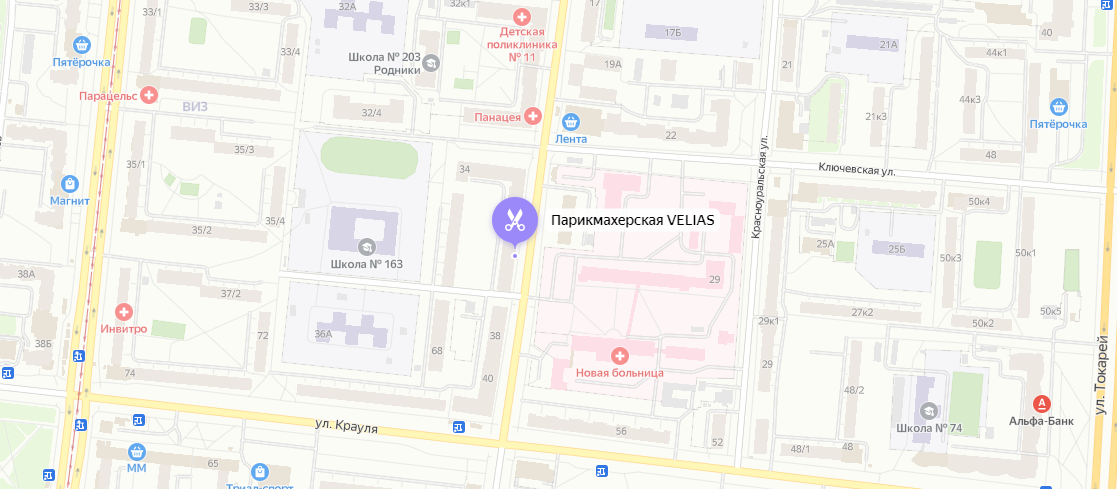 32А
32к1
17
Детская
поликлиника
№ 11
33/4
33/3
Пятёрочка
Школа № 203
Родники
17Б
21А
40
44к1
19А
21
Парацельс
ВИЗ
32/4
Панацея
Лента
22
44к3
21к3
Пятёрочка
35/3
35/1
34
Ключевская ул.
48
Магнит
Красноуральская ул.
50к4
35/4
35/2
Парикмахерская VELIAS
25А
25Б
50к3
50к1
Школа № 163
38А
37/2
29
Инвитро
36А
72
68
38
38Б
29к1
27к2
50к2
50к5
74
40
Новая больница
29
48/2
ул. Токарей
Альфа-Банк
Школа № 74
ул. Крауля
56
48/1
48
ММ
65
Триал-спорт